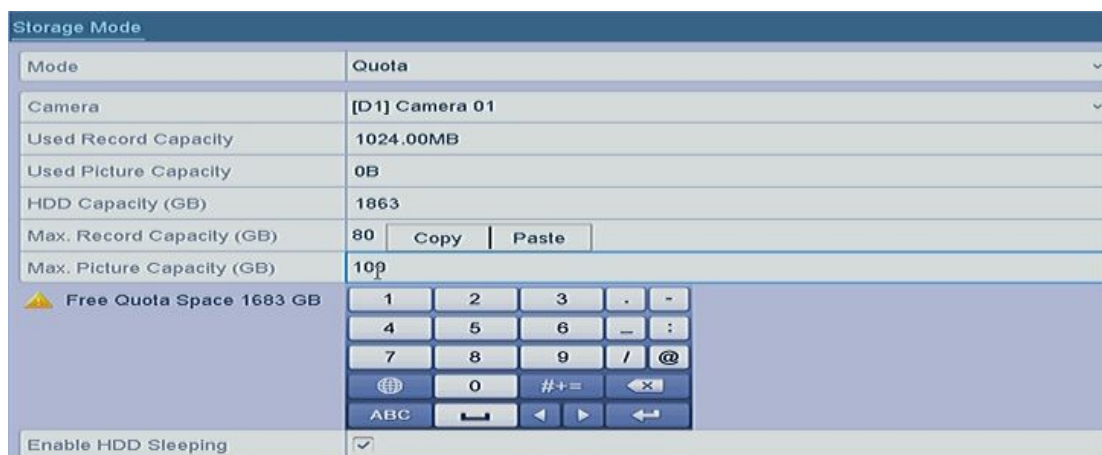 Storage Mode
Mode Quota
Camera [D1] Camera 01
Used Record Capacity 1024.00MB
Used Picture Capacity 0B
HDD Capacity (GB) 1863
Max. Record Capacity (GB) 80 Copy Paste
Max. Picture Capacity (GB) 100
Free Quota Space 1683 GB
1 2 3 . -
4 5 6 _ :
7 8 9 / @
0 #+=
ABC
Enable HDD Sleeping